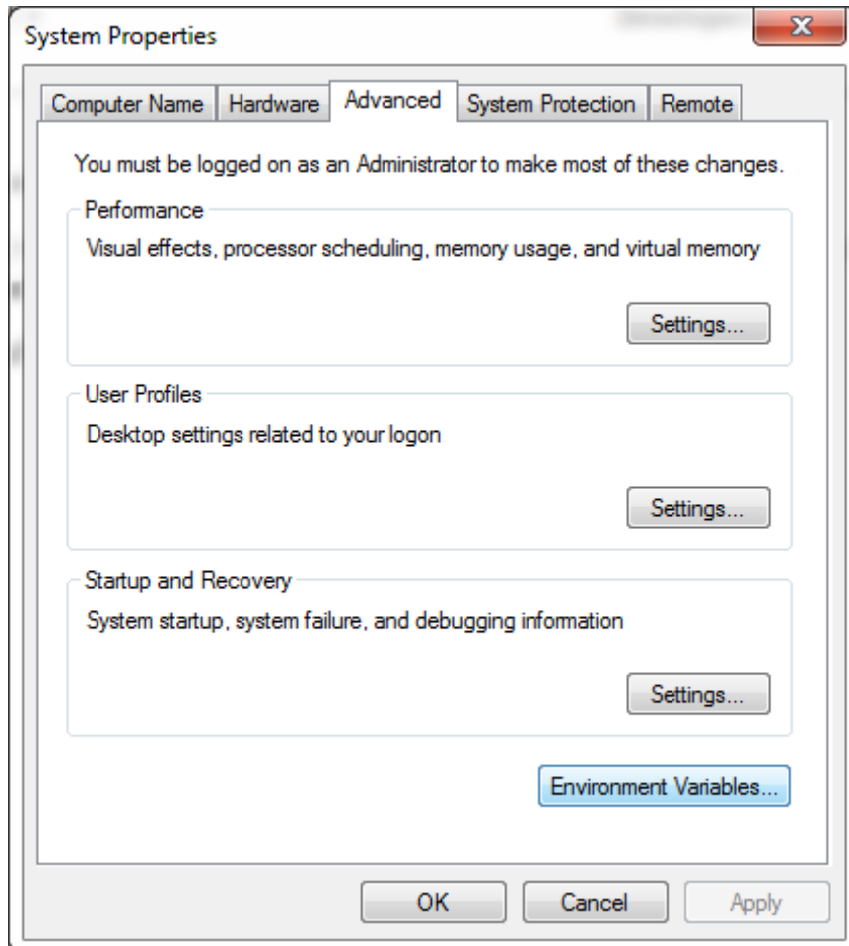 System Properties
Computer Name Hardware Advanced System Protection Remote
You must be logged on as an Administrator to make most of these changes.
Performance
Visual effects, processor scheduling, memory usage, and virtual memory
Settings...
User Profiles
Desktop settings related to your logon
Settings...
Startup and Recovery
System startup, system failure, and debugging information
Settings...
Environment Variables...
OK Cancel Apply